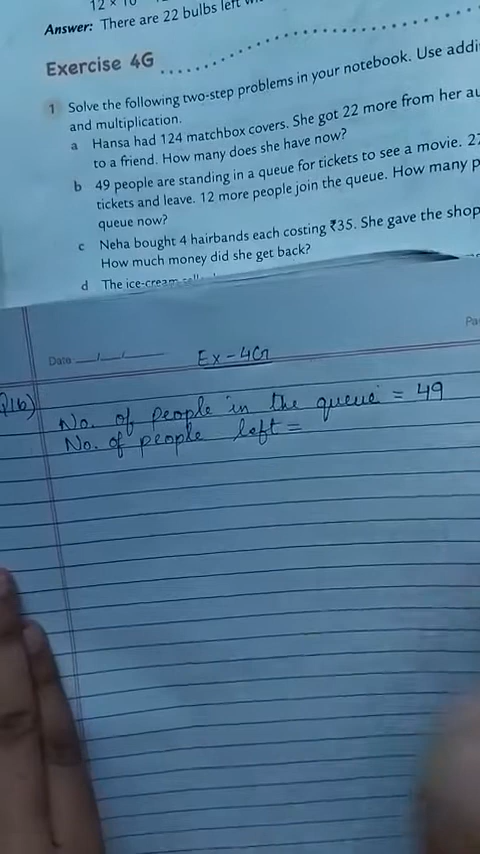 12 × 10
Answer: There are 22 bulbs left
Exercise 4G
1 Solve the following two-step problems in your notebook. Use addi
and multiplication.
a Hansa had 124 matchbox covers. She got 22 more from her au
to a friend. How many does she have now?
b 49 people are standing in a queue for tickets to see a movie. 27
tickets and leave. 12 more people join the queue. How many p
queue now?
c Neha bought 4 hairbands each costing ₹35. She gave the shop
How much money did she get back?
d The ice-cream
Date
Ex - 4G
Q1b)
No. of people in the queue = 49
No. of people left =